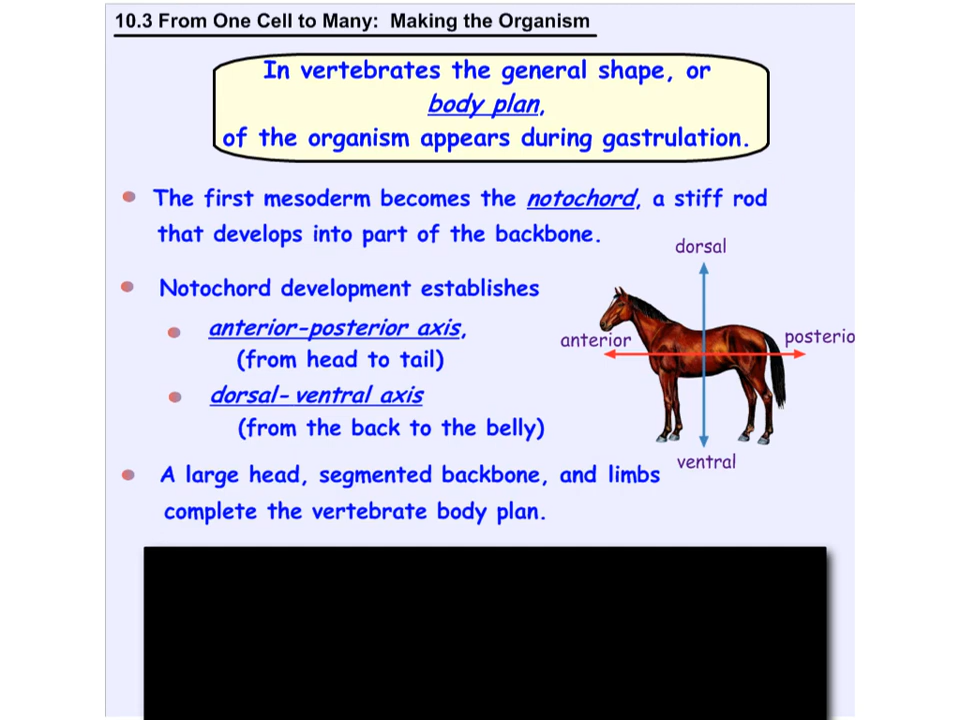 10.3 From One Cell to Many: Making the Organism
In vertebrates the general shape, or
body plan,
of the organism appears during gastrulation.
The first mesoderm becomes the notochord, a stiff rod
that develops into part of the backbone.
dorsal
Notochord development establishes
anterior-posterior axis,
anterior
posterio
(from head to tail)
dorsal- ventral axis
(from the back to the belly)
ventral
A large head, segmented backbone, and limbs
complete the vertebrate body plan.